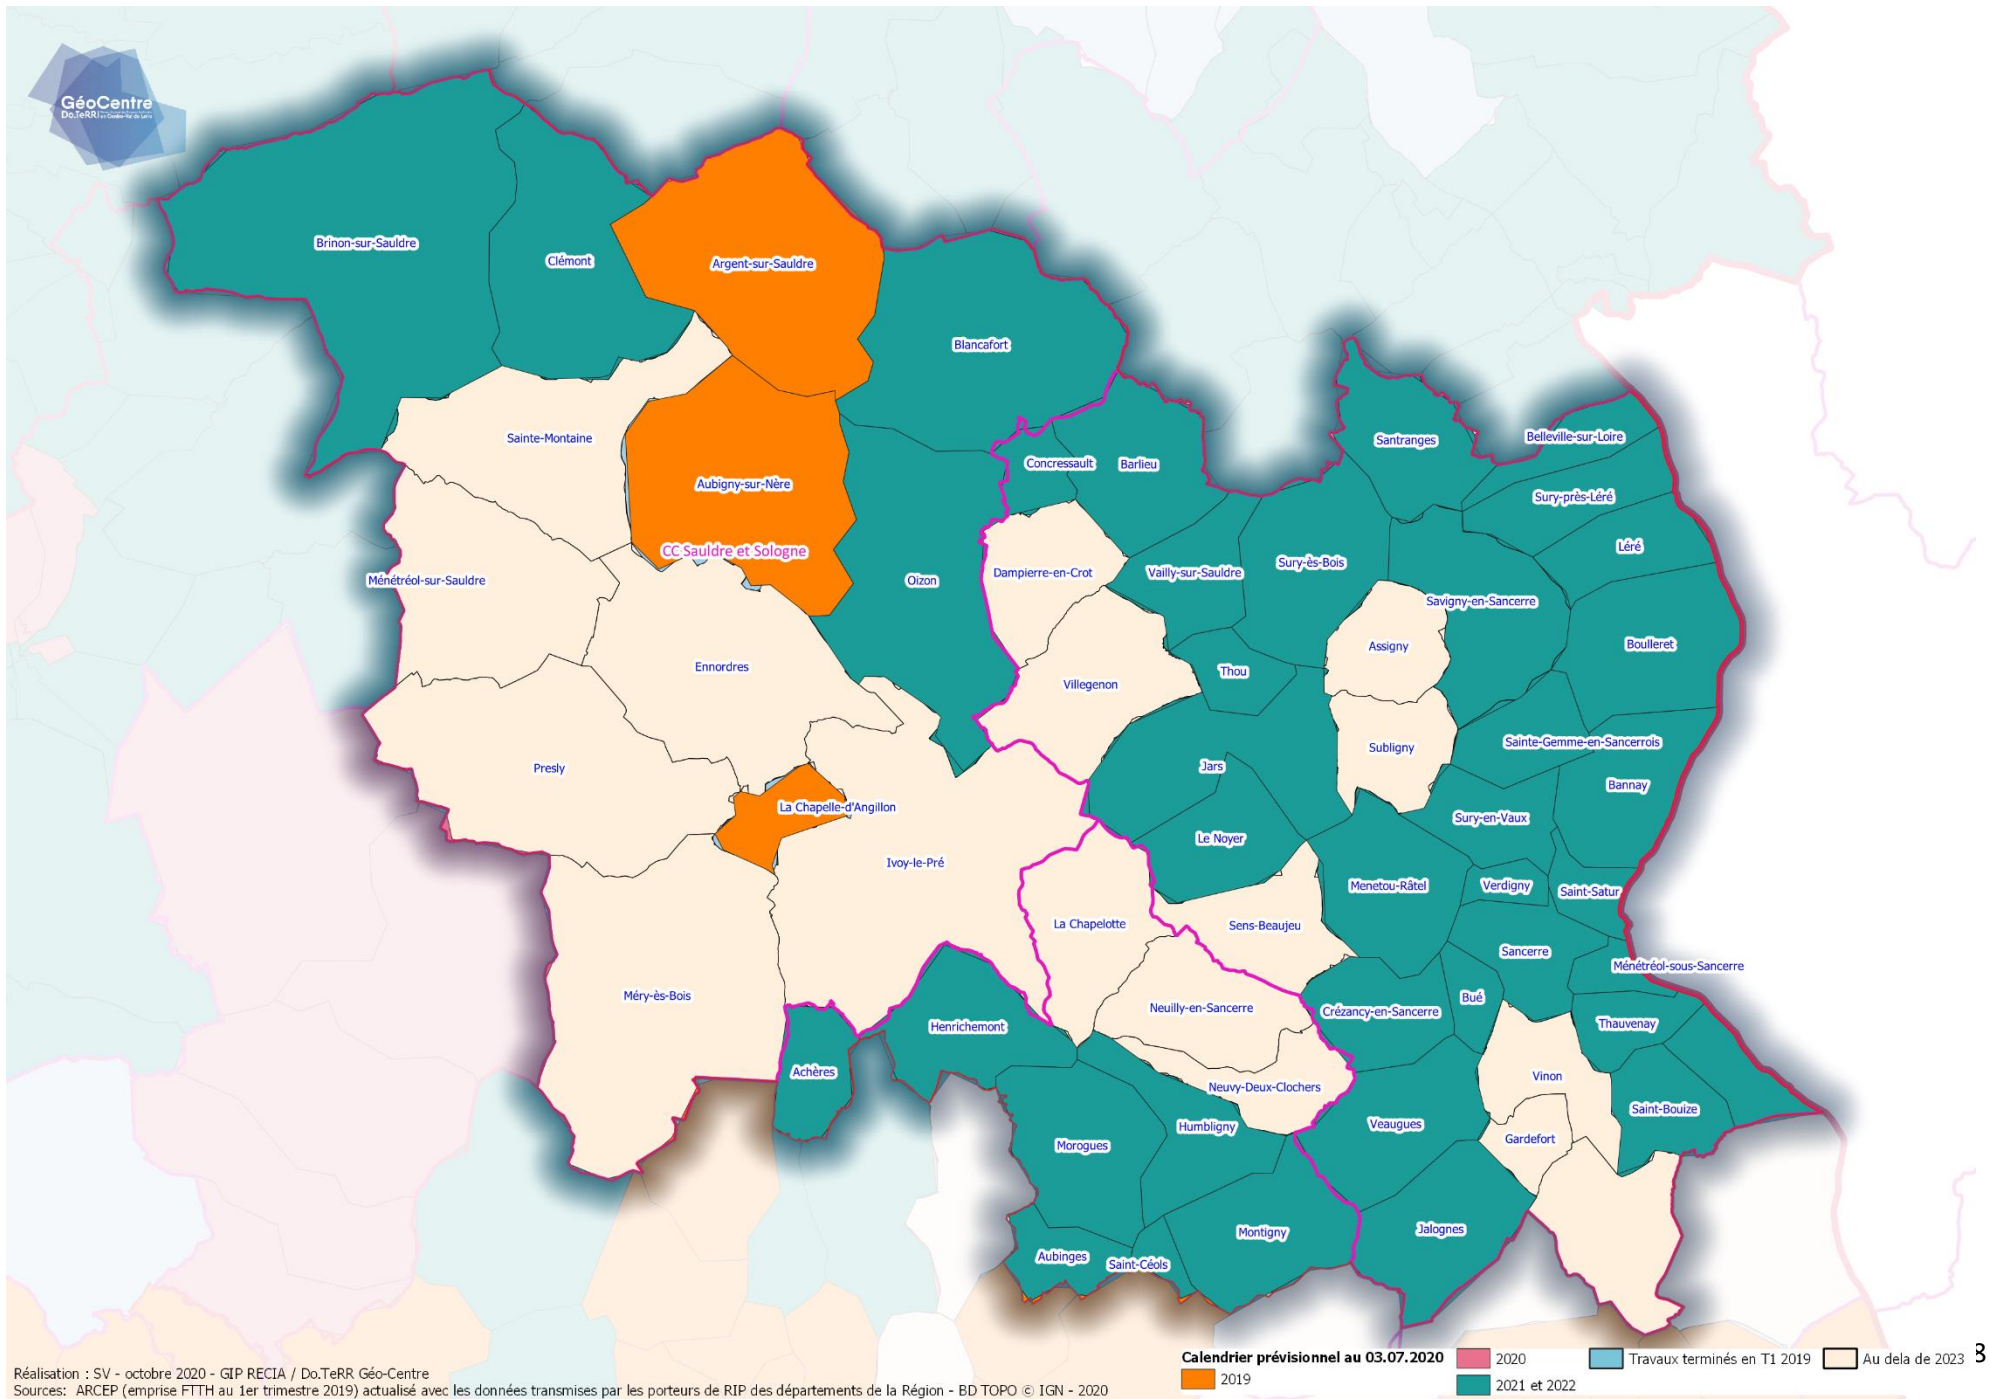 GéoCentre
Do.TeRRI
en Centre-Val de Loire
Brinon-sur-Sauldre
Clémont
Argent-sur-Sauldre
Blancafort
Sainte-Montaine
Aubigny-sur-Nère
Concressault
Barlieu
Santranges
Belleville-sur-Loire
Sury-près-Léré
CC Sauldre et Sologne
Léré
Ménétréol-sur-Sauldre
Oizon
Dampierre-en-Crot
Vailly-sur-Sauldre
Sury-ès-Bois
Savigny-en-Sancerre
Assigny
Boulleret
Ennordres
Villegenon
Thou
Presly
Jars
Subligny
Sainte-Gemme-en-Sancerrois
Bannay
La Chapelle-d'Angillon
Sury-en-Vaux
Le Noyer
Ivoy-le-Pré
Menetou-Râtel
Verdigny
Saint-Satur
La Chapelotte
Sens-Beaujeu
Sancerre
Ménétréol-sous-Sancerre
Méry-ès-Bois
Bué
Neuilly-en-Sancerre
Crézancy-en-Sancerre
Henrichemont
Thauvenay
Achères
Vinon
Neuvy-Deux-Clochers
Saint-Bouize
Humbligny
Veaugues
Gardefort
Morogues
Montigny
Jalognes
Aubinges
Saint-Céols
Calendrier prévisionnel au 03.07.2020
2019
2020
2021 et 2022
Travaux terminés en T1 2019
Au dela de 2023
8
Réalisation : SV - octobre 2020 - GIP RECIA / Do.TeRR Géo-Centre
Sources: ARCEP (emprise FTTH au 1er trimestre 2019) actualisé avec les données transmises par les porteurs de RIP des départements de la Région - BD TOPO © IGN - 2020